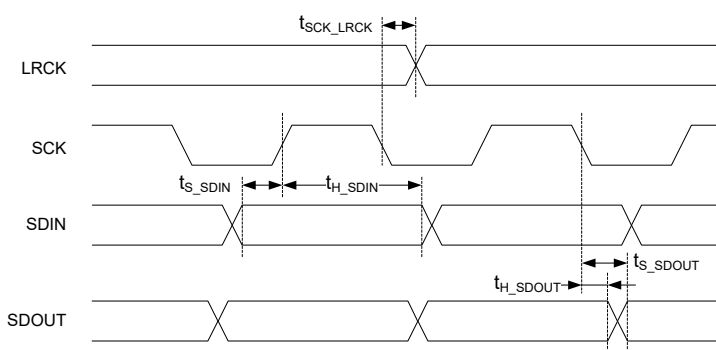 tSCK_LRCK
LRCK
SCK
tS_SDIN
tH_SDIN
SDIN
tS_SDOUT
tH_SDOUT
SDOUT